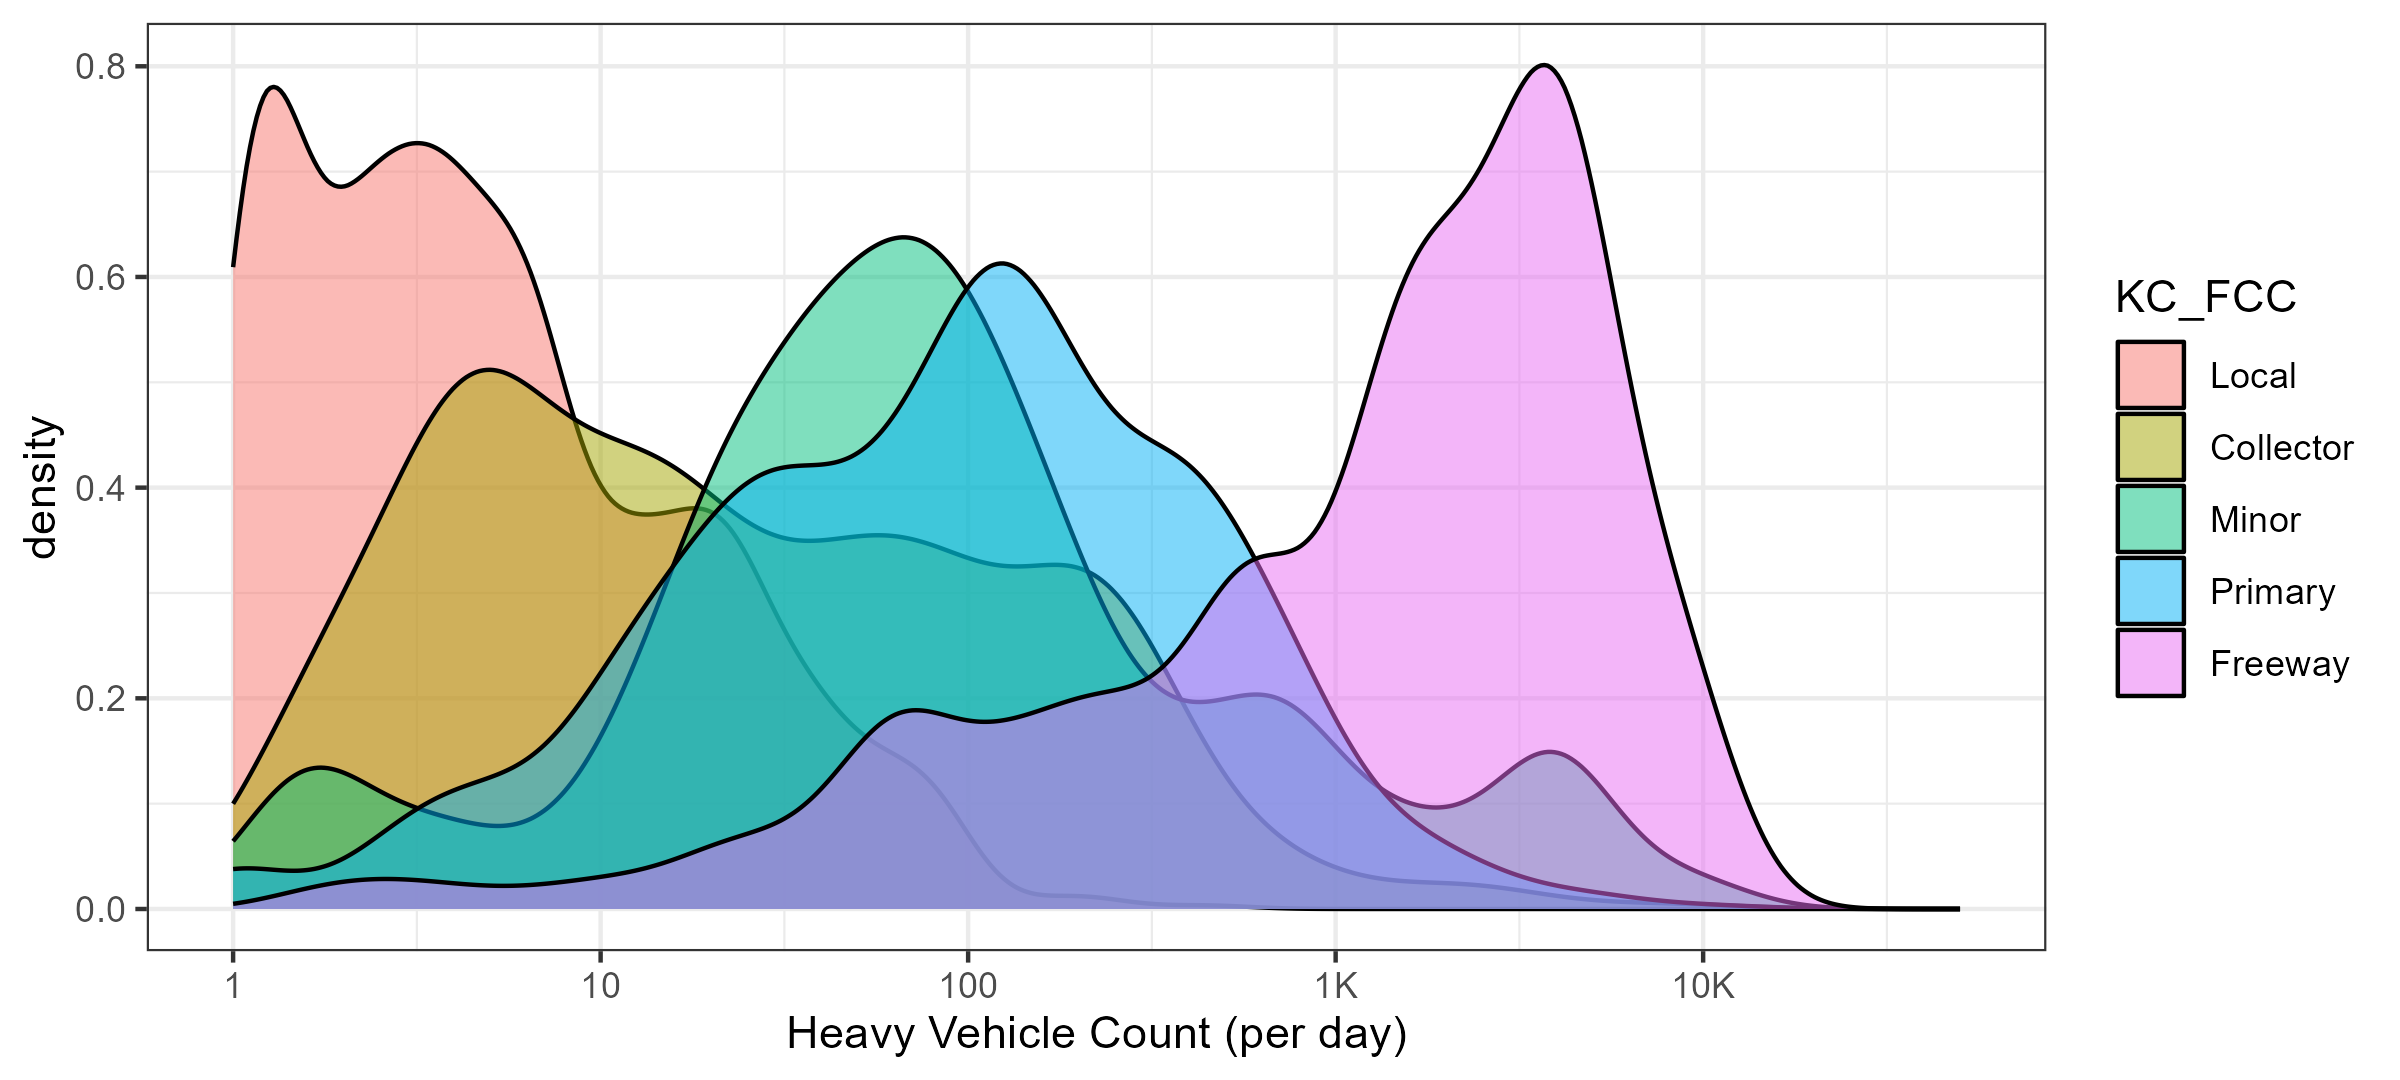 0.8
0.6
0.4
0.2
0.0
density
1
10
100
1K
10K
Heavy Vehicle Count (per day)
KC_FCC
Local
Collector
Minor
Primary
Freeway